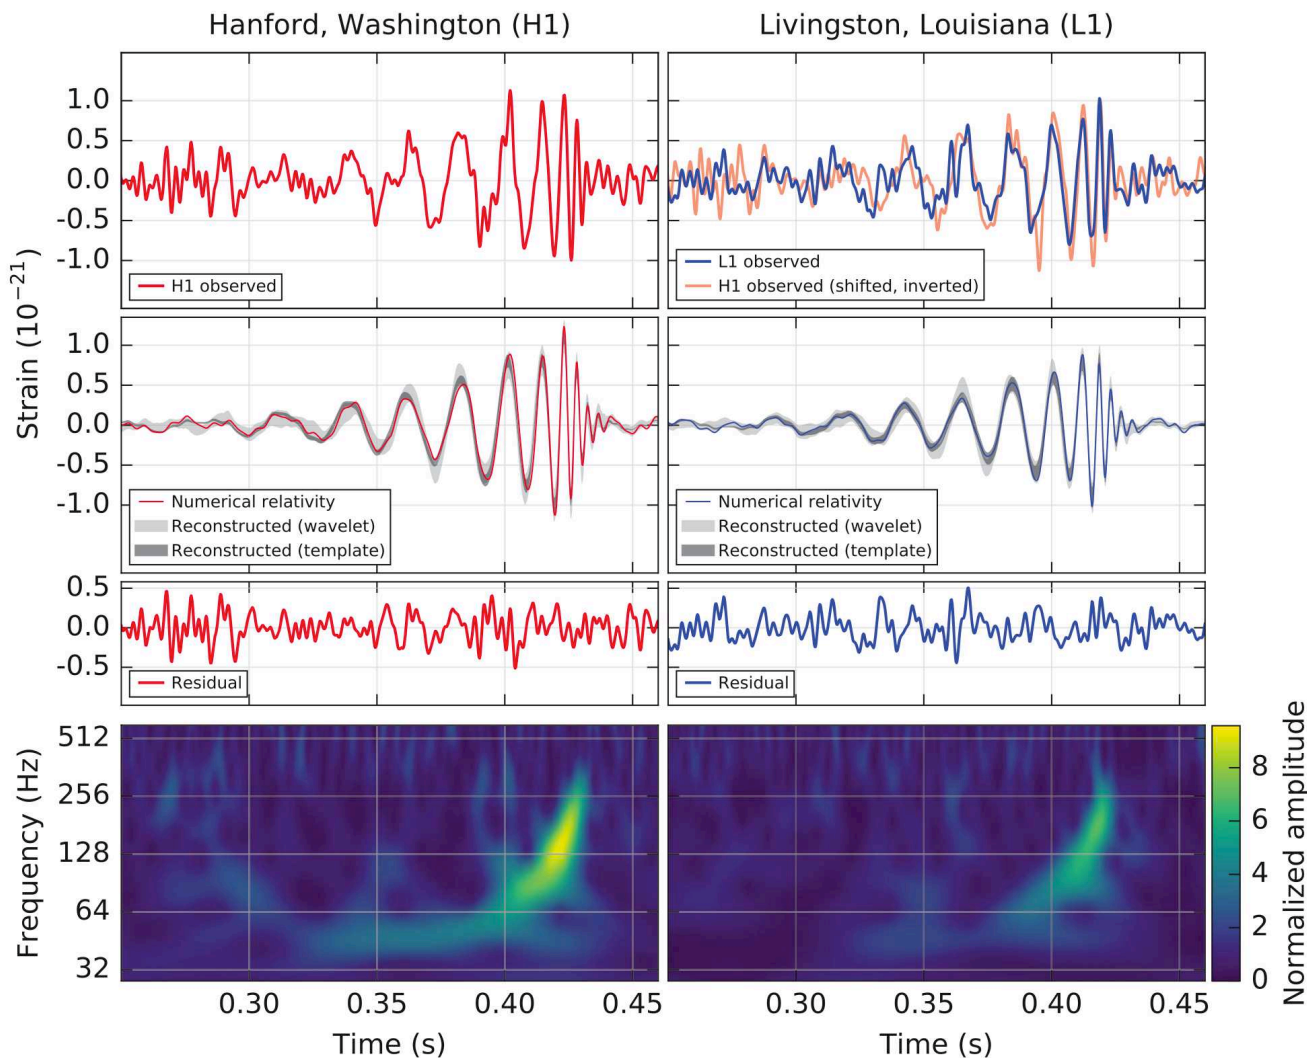 Hanford, Washington (H1)
Livingston, Louisiana (L1)
Strain (10⁻²¹)
1.0
0.5
0.0
-0.5
-1.0
H1 observed
L1 observed
H1 observed (shifted, inverted)
1.0
0.5
0.0
-0.5
-1.0
Numerical relativity
Reconstructed (wavelet)
Reconstructed (template)
Numerical relativity
Reconstructed (wavelet)
Reconstructed (template)
0.5
0.0
-0.5
Residual
Residual
Frequency (Hz)
512
256
128
64
32
0.30 0.35 0.40 0.45
Time (s)
0.30 0.35 0.40 0.45
Time (s)
8
6
4
2
0
Normalized amplitude